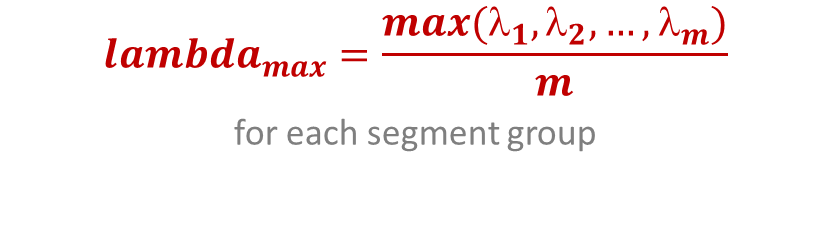 lambda_max = max(λ_1, λ_2, ..., λ_m) / m
for each segment group